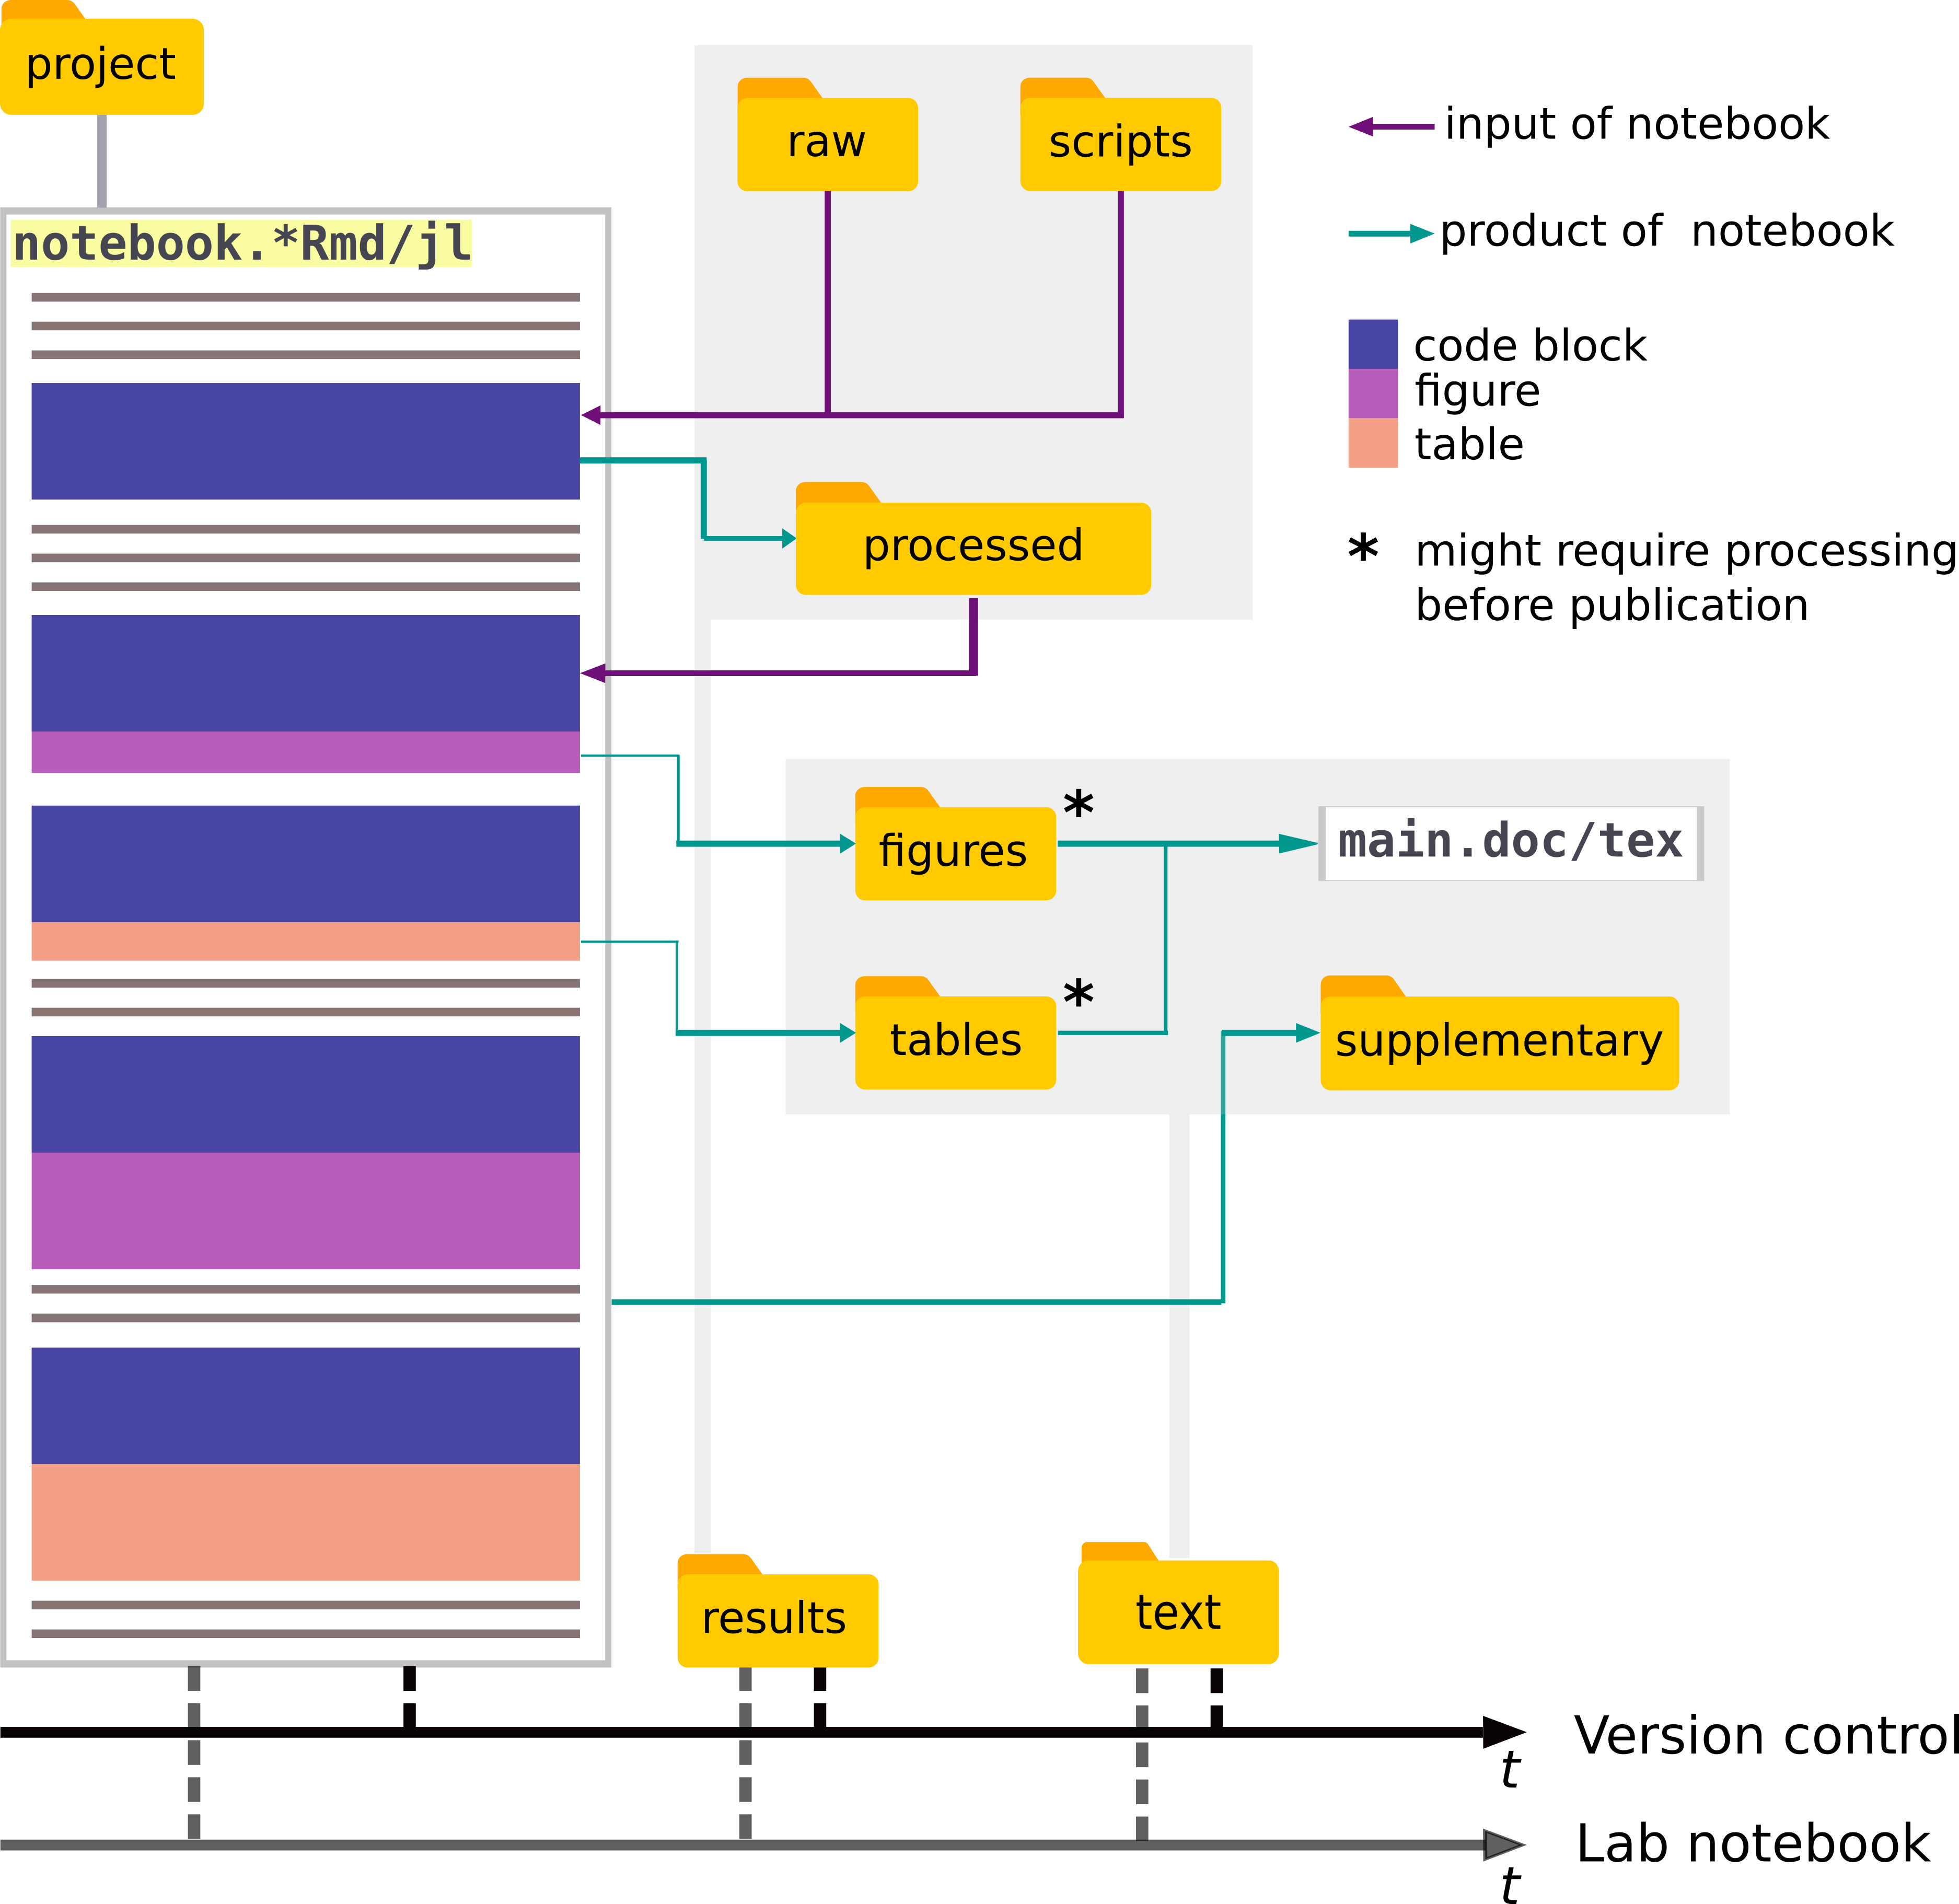 project
raw
scripts
input of notebook
product of  notebook
notebook.*Rmd/jl
code block
figure
table
processed
* might require processing
before publication
figures
*
main.doc/tex
tables
*
supplementary
results
text
Version control
t
Lab notebook
t